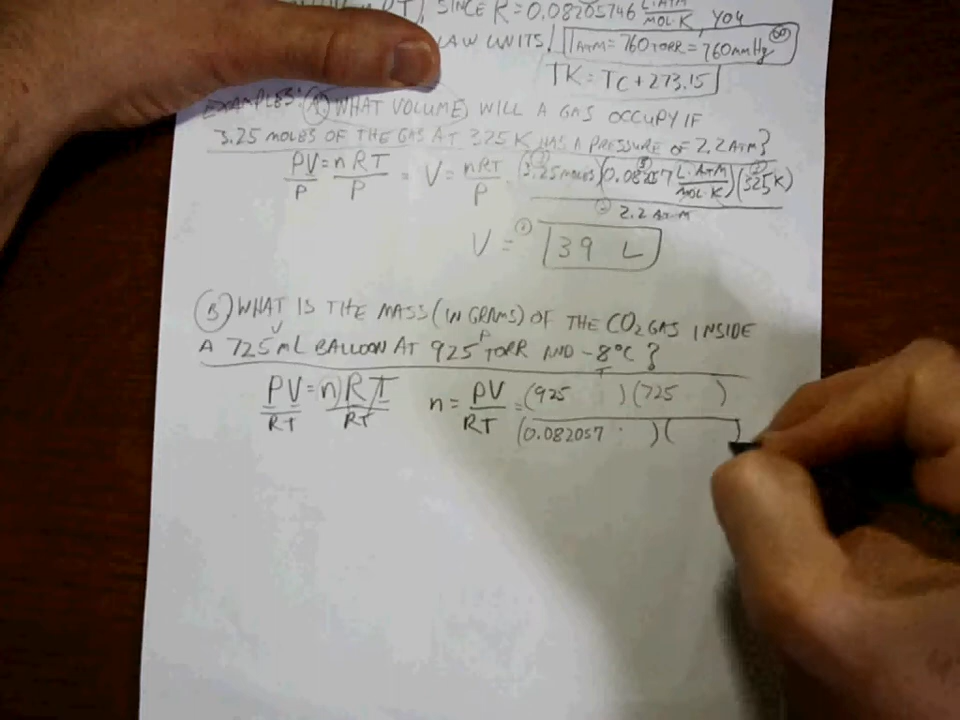 SINCE R = 0.08205746 L·ATM / MOL·K, YOU
LAW UNITS! 1 ATM = 760 TORR = 760 mmHg
TK = TC + 273.15
EXAMPLES: (A) WHAT VOLUME WILL A GAS OCCUPY IF
3.25 MOLES OF THE GAS AT 325 K HAS A PRESSURE OF 2.2 ATM?
PV/P = nRT/P = V = nRT/P (3.25 MOLES)(0.08207 L·ATM/MOL·K)(325K) / 2.2 ATM
V = 39 L
(B) WHAT IS THE MASS (IN GRAMS) OF THE CO2 GAS INSIDE
V P
A 725 mL BALLOON AT 925 TORR AND -8°C?
T
PV/RT = nRT/RT n = PV/RT = (925 )(725 ) / (0.082057 · )( )